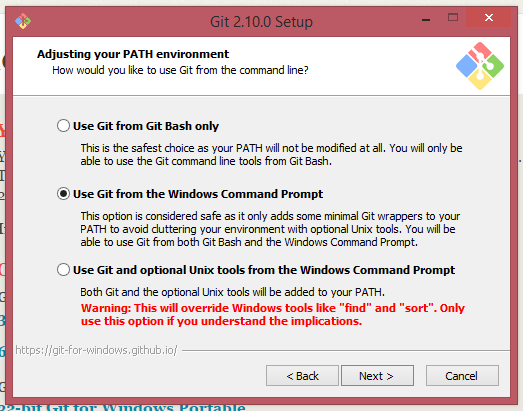 Git 2.10.0 Setup
Adjusting your PATH environment
How would you like to use Git from the command line?
Use Git from Git Bash only
This is the safest choice as your PATH will not be modified at all. You will only be
able to use the Git command line tools from Git Bash.
Use Git from the Windows Command Prompt
This option is considered safe as it only adds some minimal Git wrappers to your
PATH to avoid cluttering your environment with optional Unix tools. You will be
able to use Git from both Git Bash and the Windows Command Prompt.
Use Git and optional Unix tools from the Windows Command Prompt
Both Git and the optional Unix tools will be added to your PATH.
Warning: This will override Windows tools like "find" and "sort". Only
use this option if you understand the implications.
https://git-for-windows.github.io/
< Back
Next >
Cancel
32-bit Git for Windows Portable